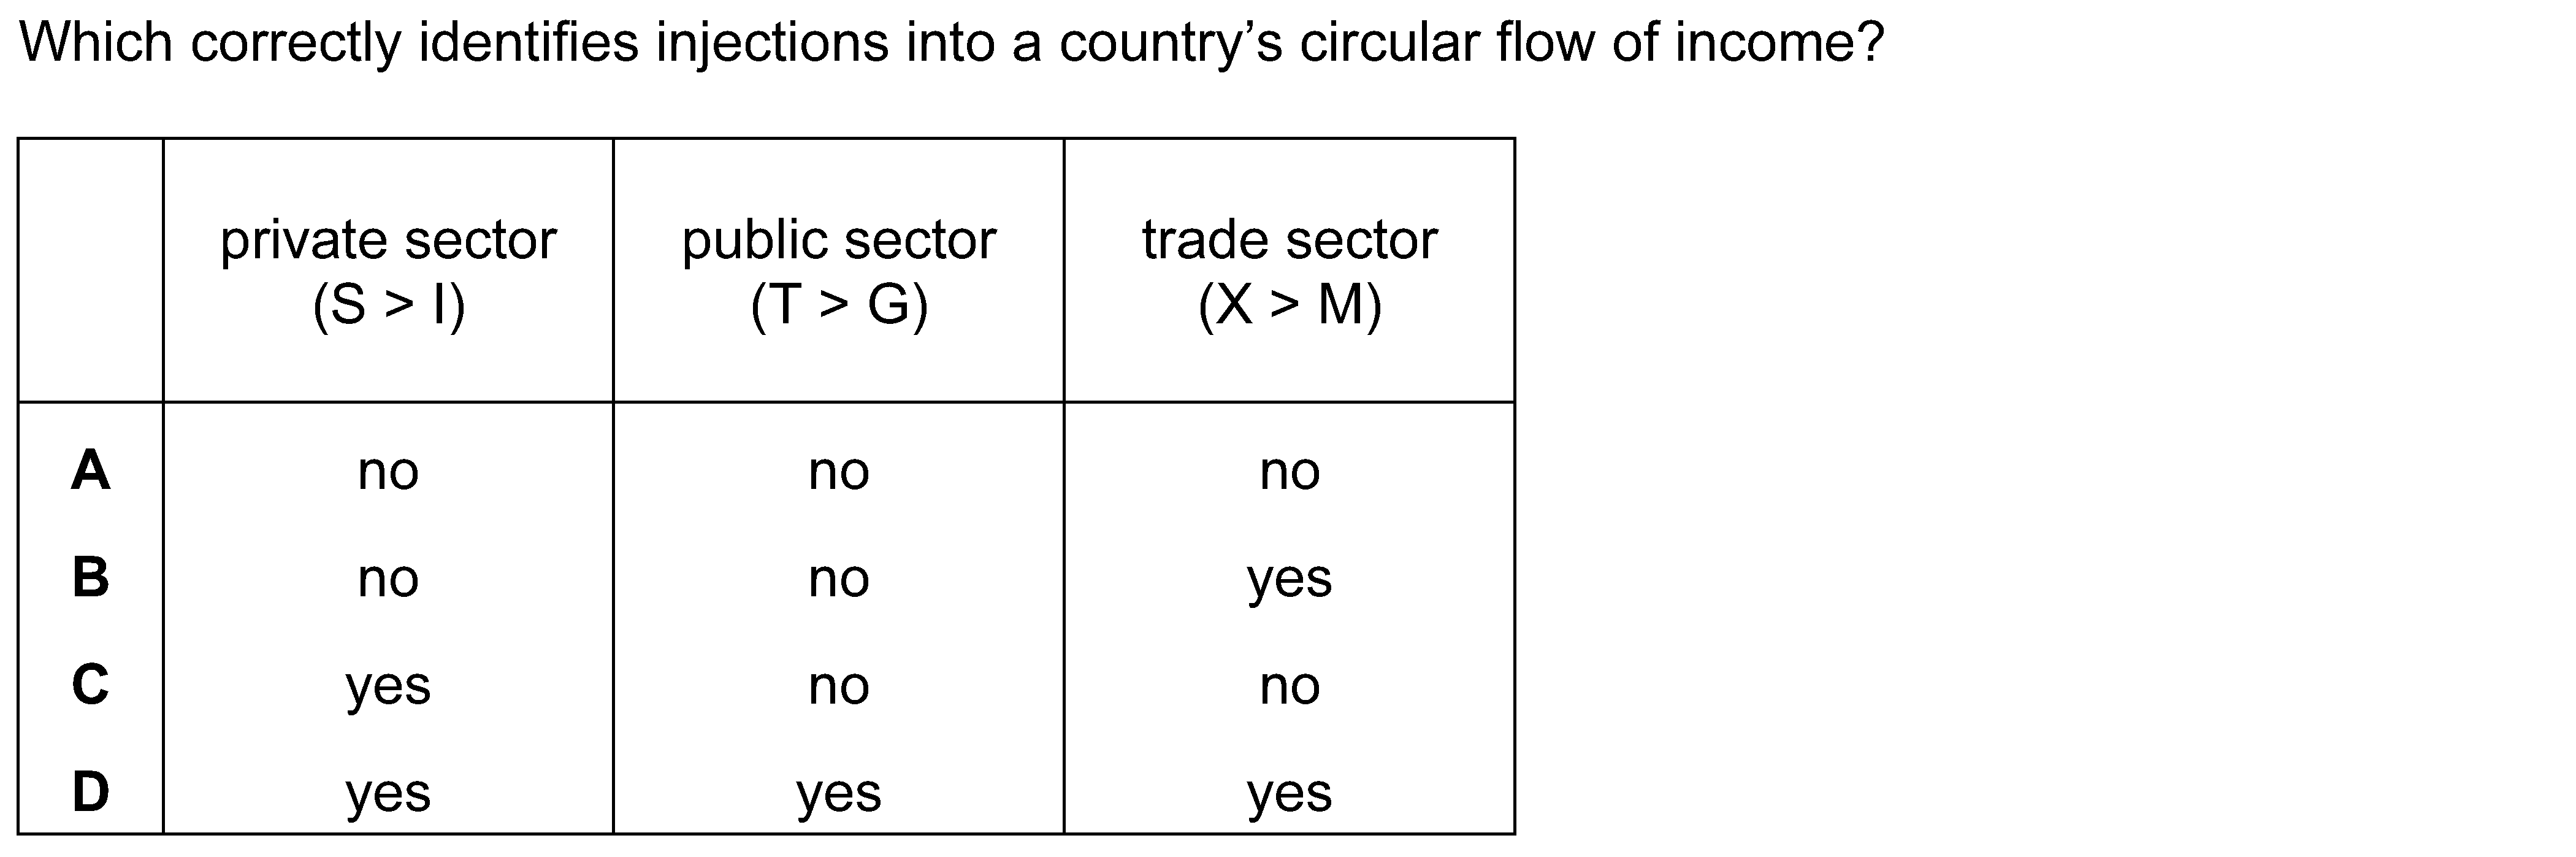 Which correctly identifies injections into a country’s circular flow of income?
private sector public sector trade sector
(S > I) (T > G) (X > M)
A no no no
B no no yes
C yes no no
D yes yes yes